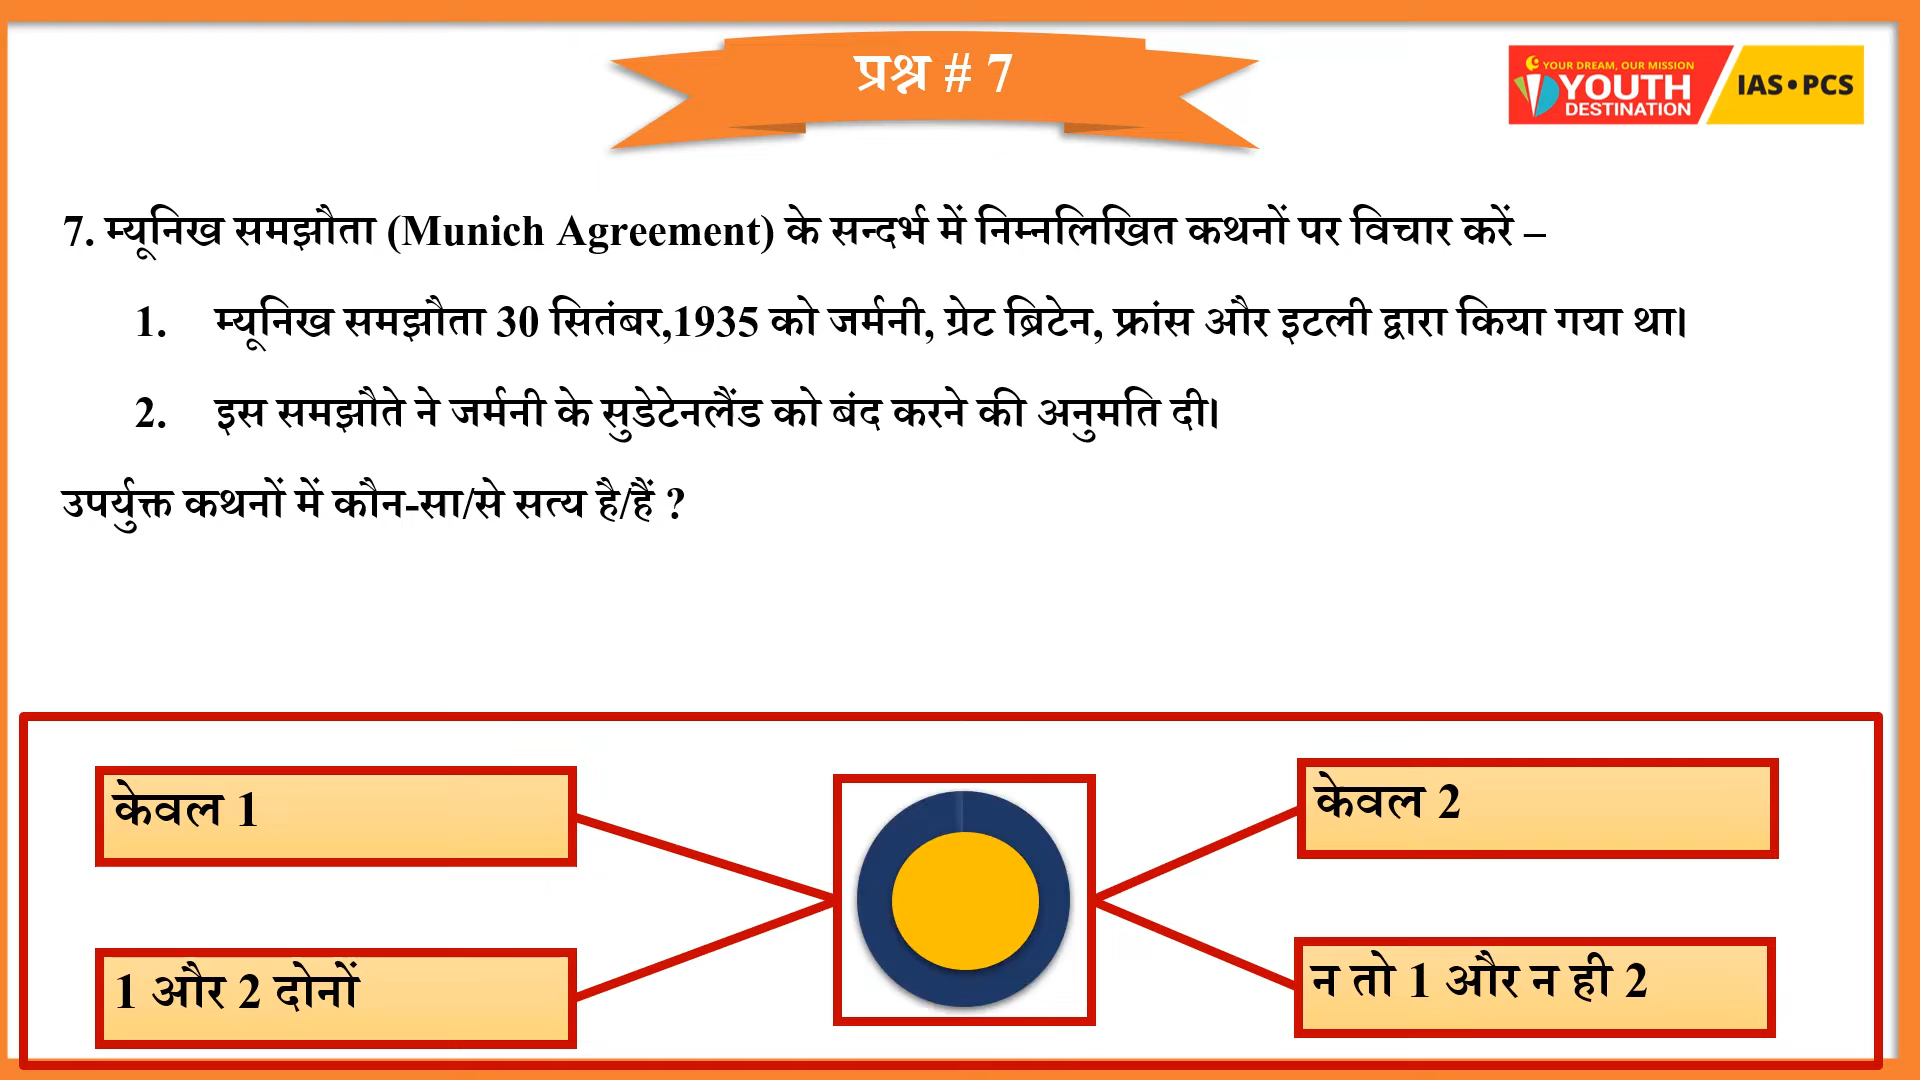 प्रश्न # 7
YOUR DREAM, OUR MISSION
YOUTH
DESTINATION
IAS•PCS
7. म्यूनिख समझौता (Munich Agreement) के सन्दर्भ में निम्नलिखित कथनों पर विचार करें –
1. म्यूनिख समझौता 30 सितंबर,1935 को जर्मनी, ग्रेट ब्रिटेन, फ्रांस और इटली द्वारा किया गया था।
2. इस समझौते ने जर्मनी के सुडेटेनलैंड को बंद करने की अनुमति दी।
उपर्युक्त कथनों में कौन-सा/से सत्य है/हैं ?
केवल 1
केवल 2
1 और 2 दोनों
न तो 1 और न ही 2